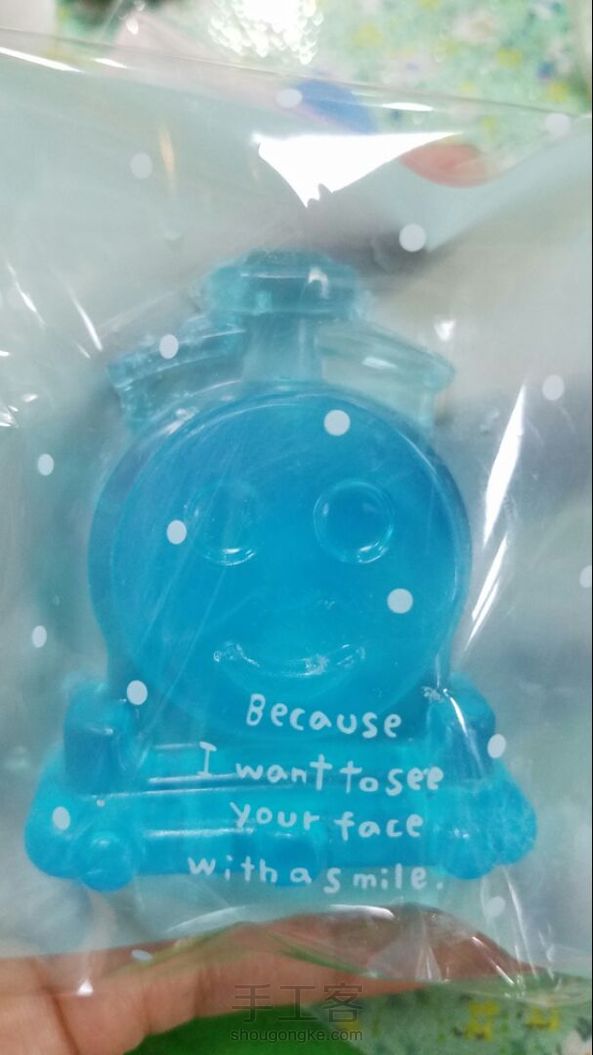 Because
I want to see
your face
with a smile.
手工客
shougongke.com